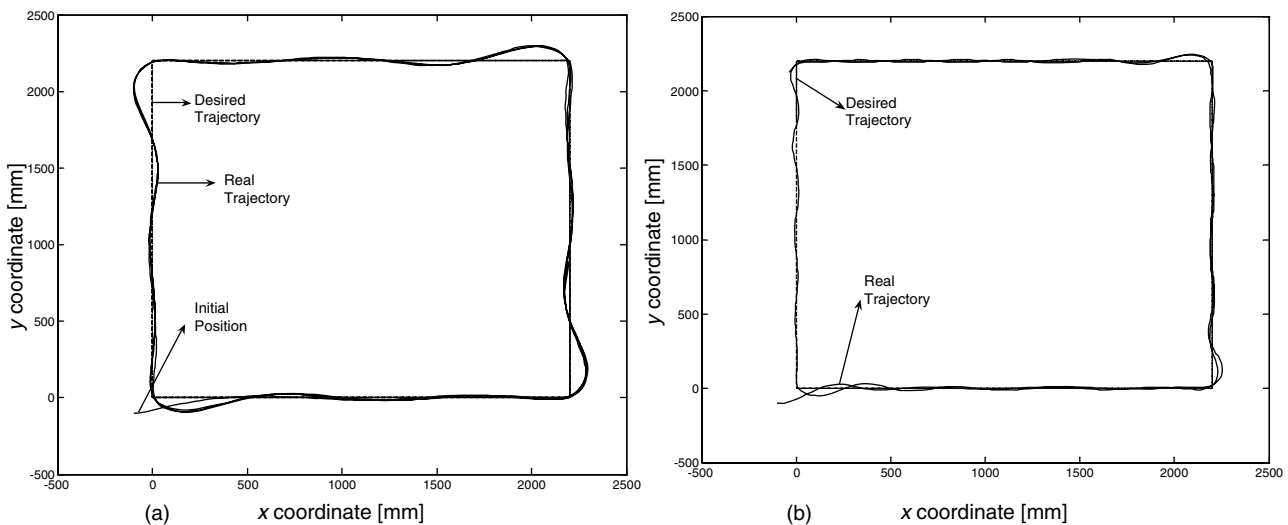 2500
2000
1500
1000
500
0
-500
-500 0 500 1000 1500 2000 2500
y coordinate [mm]
x coordinate [mm]
(a)
Desired
Trajectory
Real
Trajectory
Initial
Position
2500
2000
1500
1000
500
0
-500
-500 0 500 1000 1500 2000 2500
y coordinate [mm]
x coordinate [mm]
(b)
Desired
Trajectory
Real
Trajectory